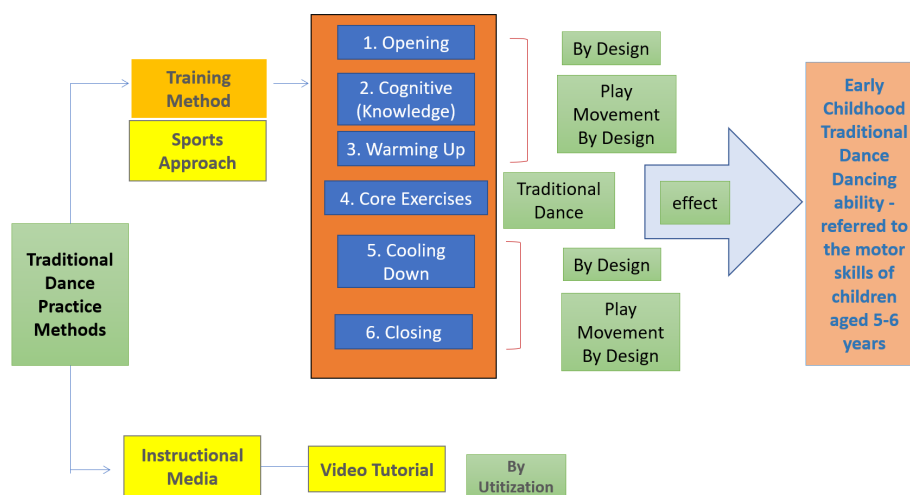 Traditional
Dance
Practice
Methods
Training
Method
Sports
Approach
1. Opening
2. Cognitive
(Knowledge)
3. Warming Up
4. Core Exercises
5. Cooling
Down
6. Closing
By Design
Play
Movement
By Design
Traditional
Dance
By Design
Play
Movement
By Design
effect
Early
Childhood
Traditional
Dance
Dancing
ability -
referred to
the motor
skills of
children
aged 5-6
years
Instructional
Media
Video Tutorial
By
Utitization